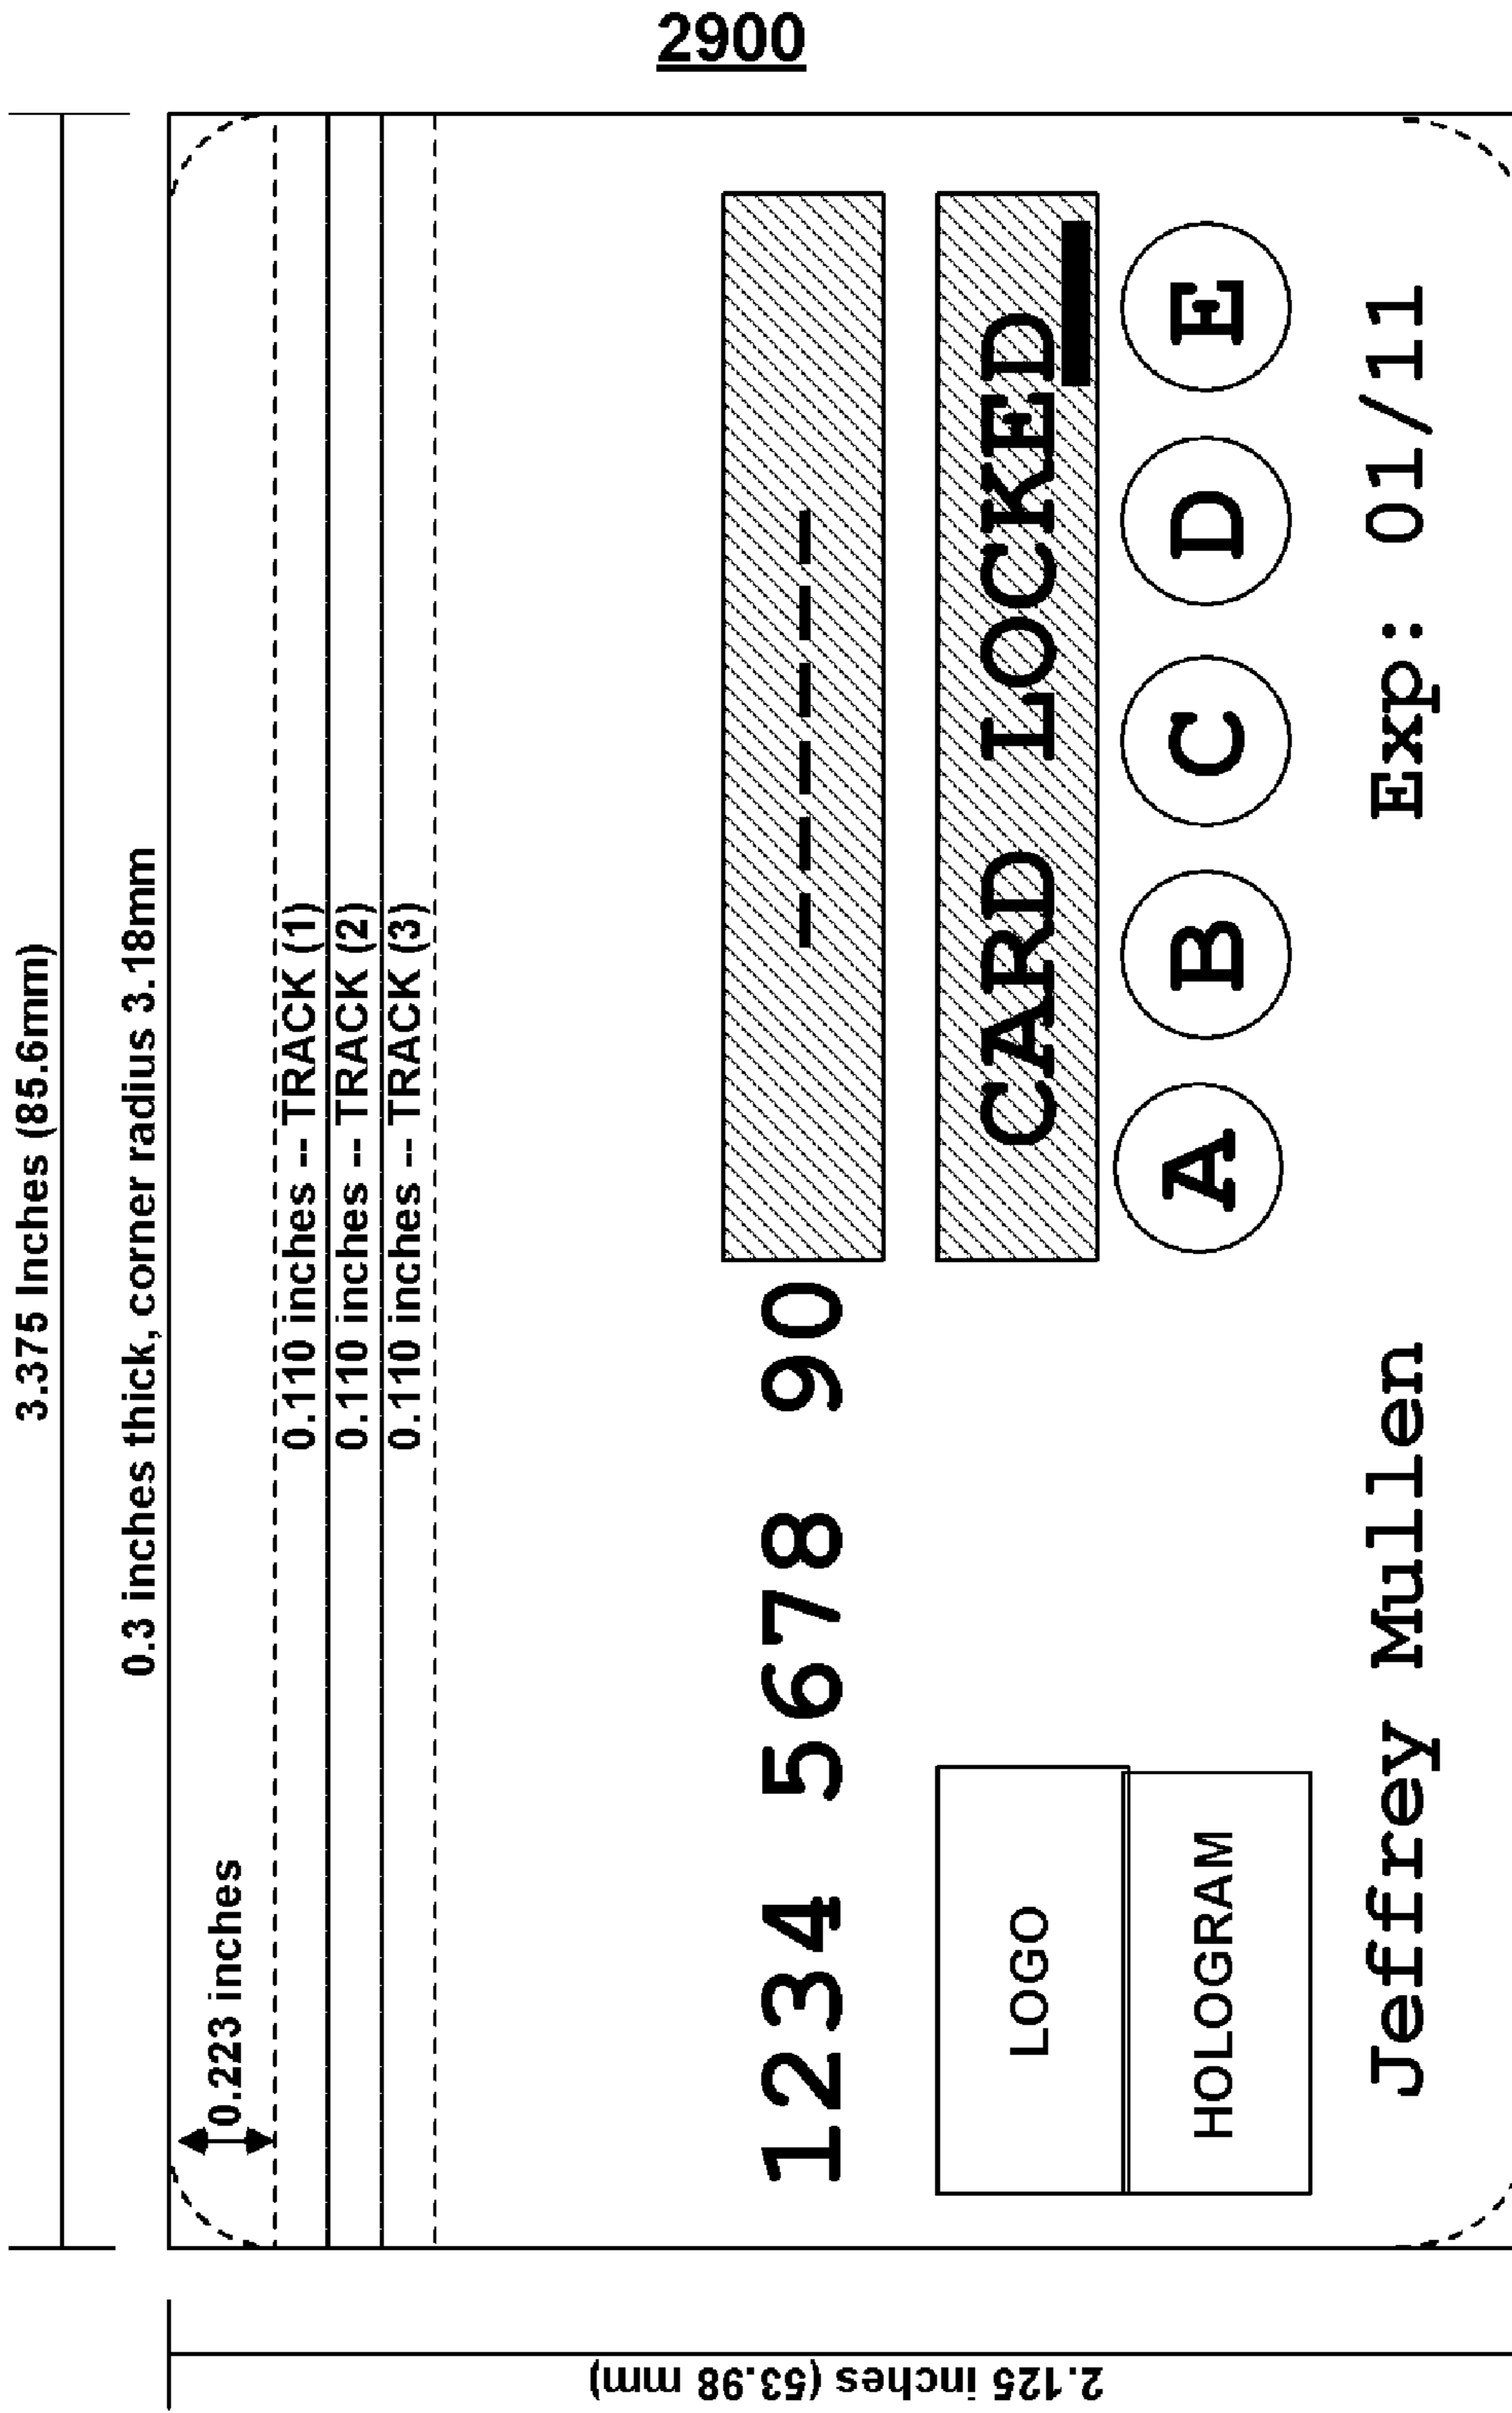 2900
3.375 Inches (85.6mm)
0.3 inches thick, corner radius 3.18mm
0.223 inches
0.110 inches -- TRACK (1)
0.110 inches -- TRACK (2)
0.110 inches -- TRACK (3)
2.125 inches (53.98 mm)
1234 5678 90 ------
LOGO
CARD LOCKED
HOLOGRAM
A B C D E
Jeffrey Mullen Exp: 01/11